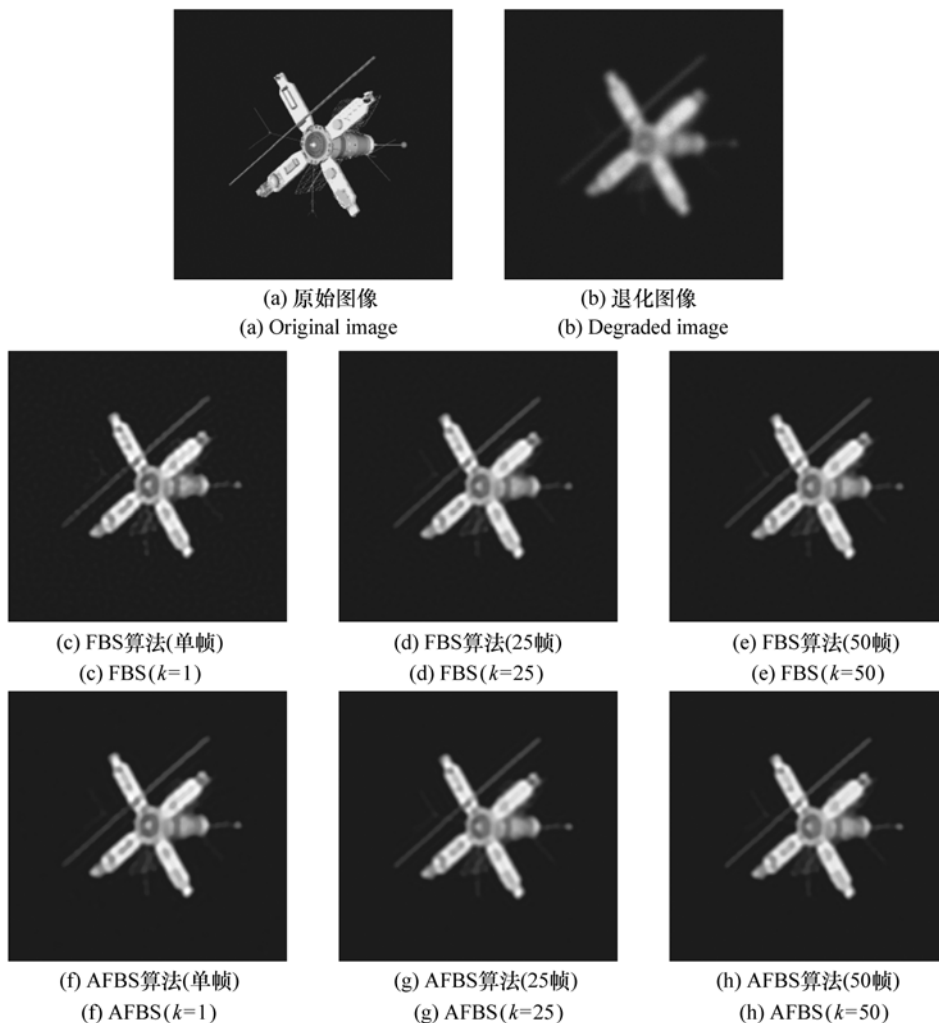 (a) 原始图像
(b) 退化图像
(a) Original image
(b) Degraded image
(c) FBS算法(单帧)
(d) FBS算法(25帧)
(e) FBS算法(50帧)
(c) FBS(k=1)
(d) FBS(k=25)
(e) FBS(k=50)
(f) AFBS算法(单帧)
(g) AFBS算法(25帧)
(h) AFBS算法(50帧)
(f) AFBS(k=1)
(g) AFBS(k=25)
(h) AFBS(k=50)